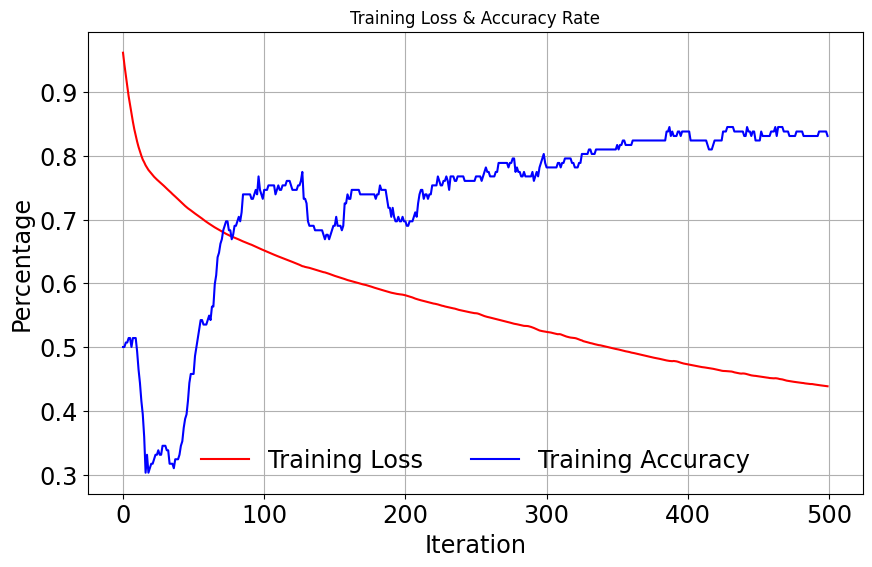 Training Loss & Accuracy Rate
Percentage
0.9
0.8
0.7
0.6
0.5
0.4
0.3
Training Loss Training Accuracy
0 100 200 300 400 500
Iteration